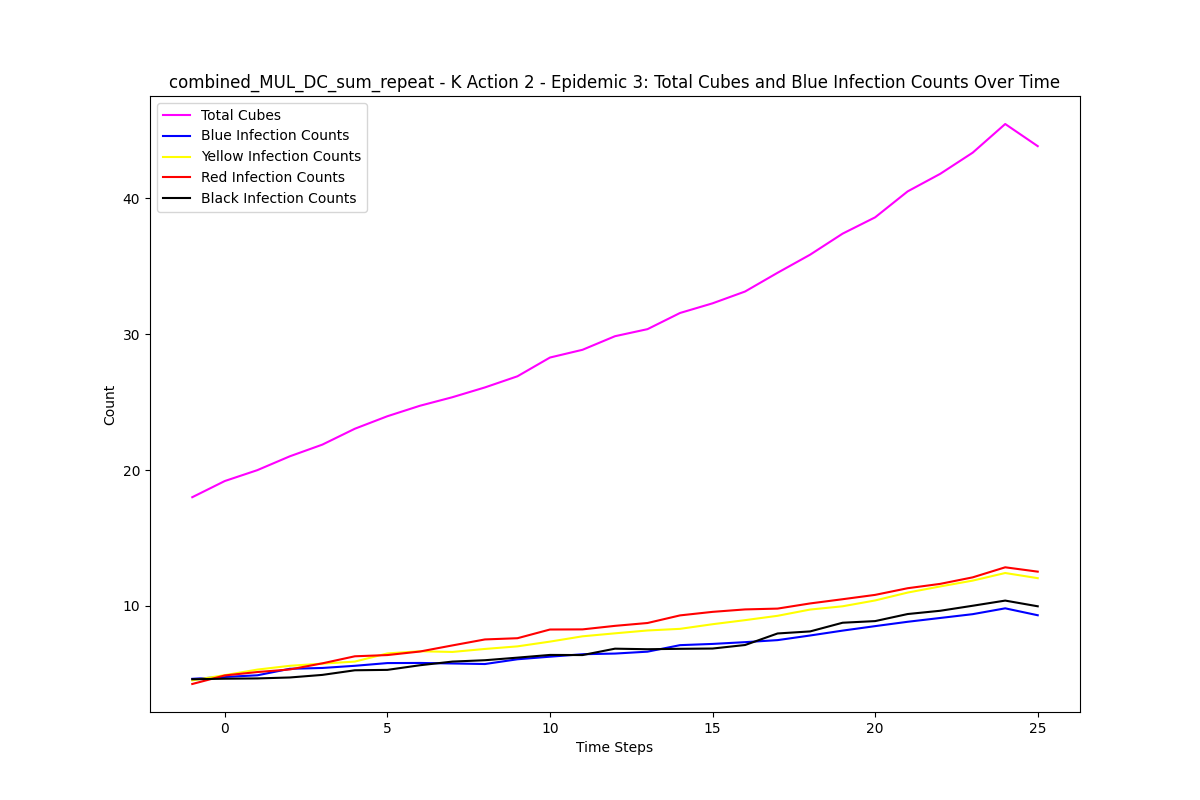 combined_MUL_DC_sum_repeat - K Action 2 - Epidemic 3: Total Cubes and Blue Infection Counts Over Time
Total Cubes
Blue Infection Counts
Yellow Infection Counts
Red Infection Counts
Black Infection Counts
40
30
20
10
Count
0 5 10 15 20 25
Time Steps